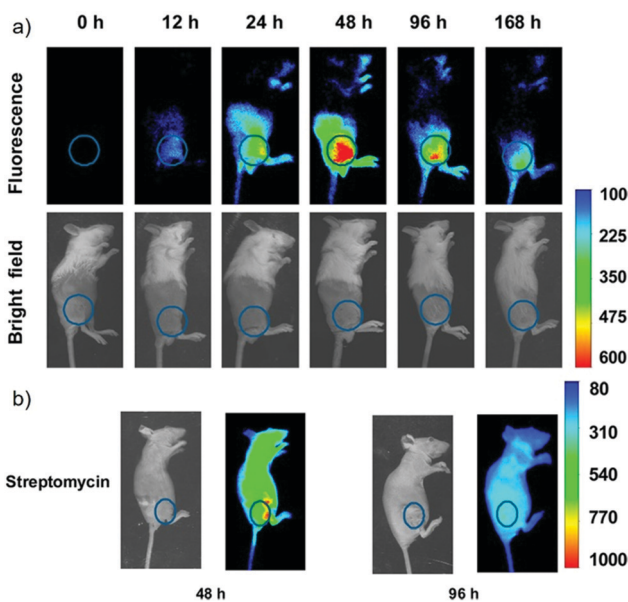 a)
0 h 12 h 24 h 48 h 96 h 168 h
Fluorescence
Bright field
100
225
350
475
600
b)
Streptomycin
80
310
540
770
1000
48 h 96 h